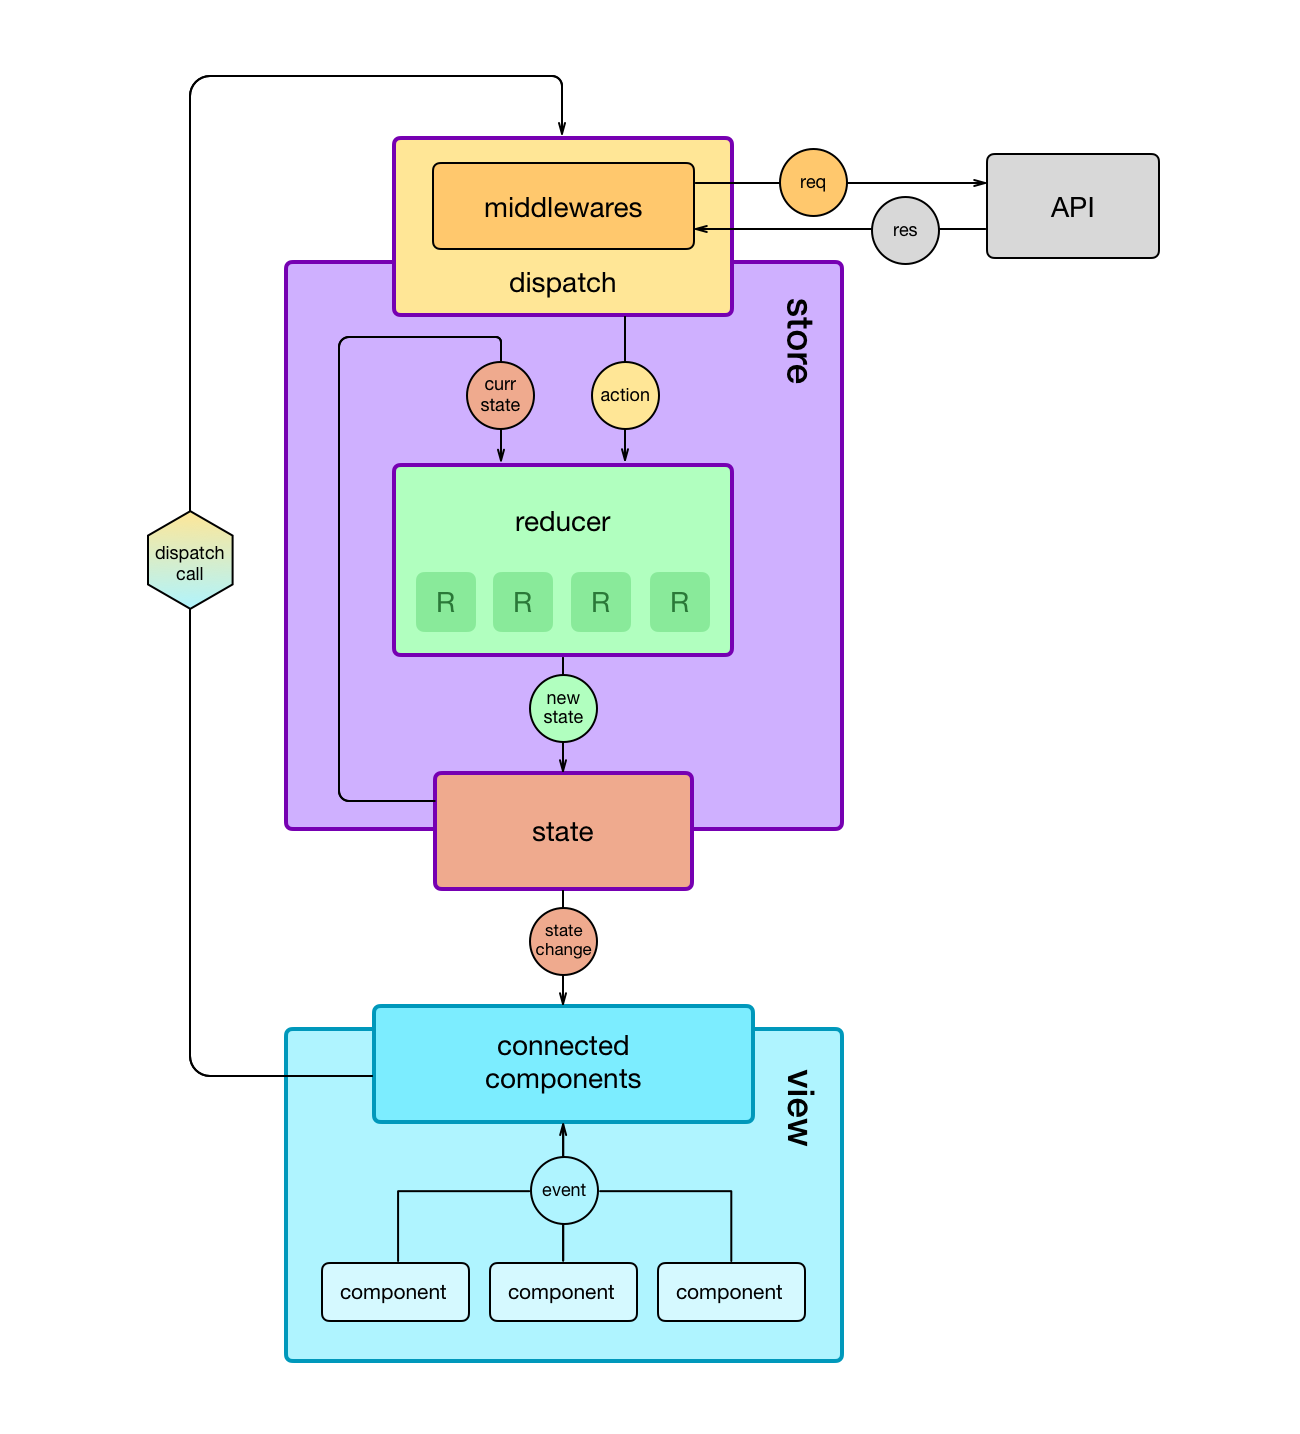 middlewares
req
API
res
dispatch
store
curr
state
action
reducer
R R R R
dispatch
call
new
state
state
state
change
connected
components
view
event
component component component